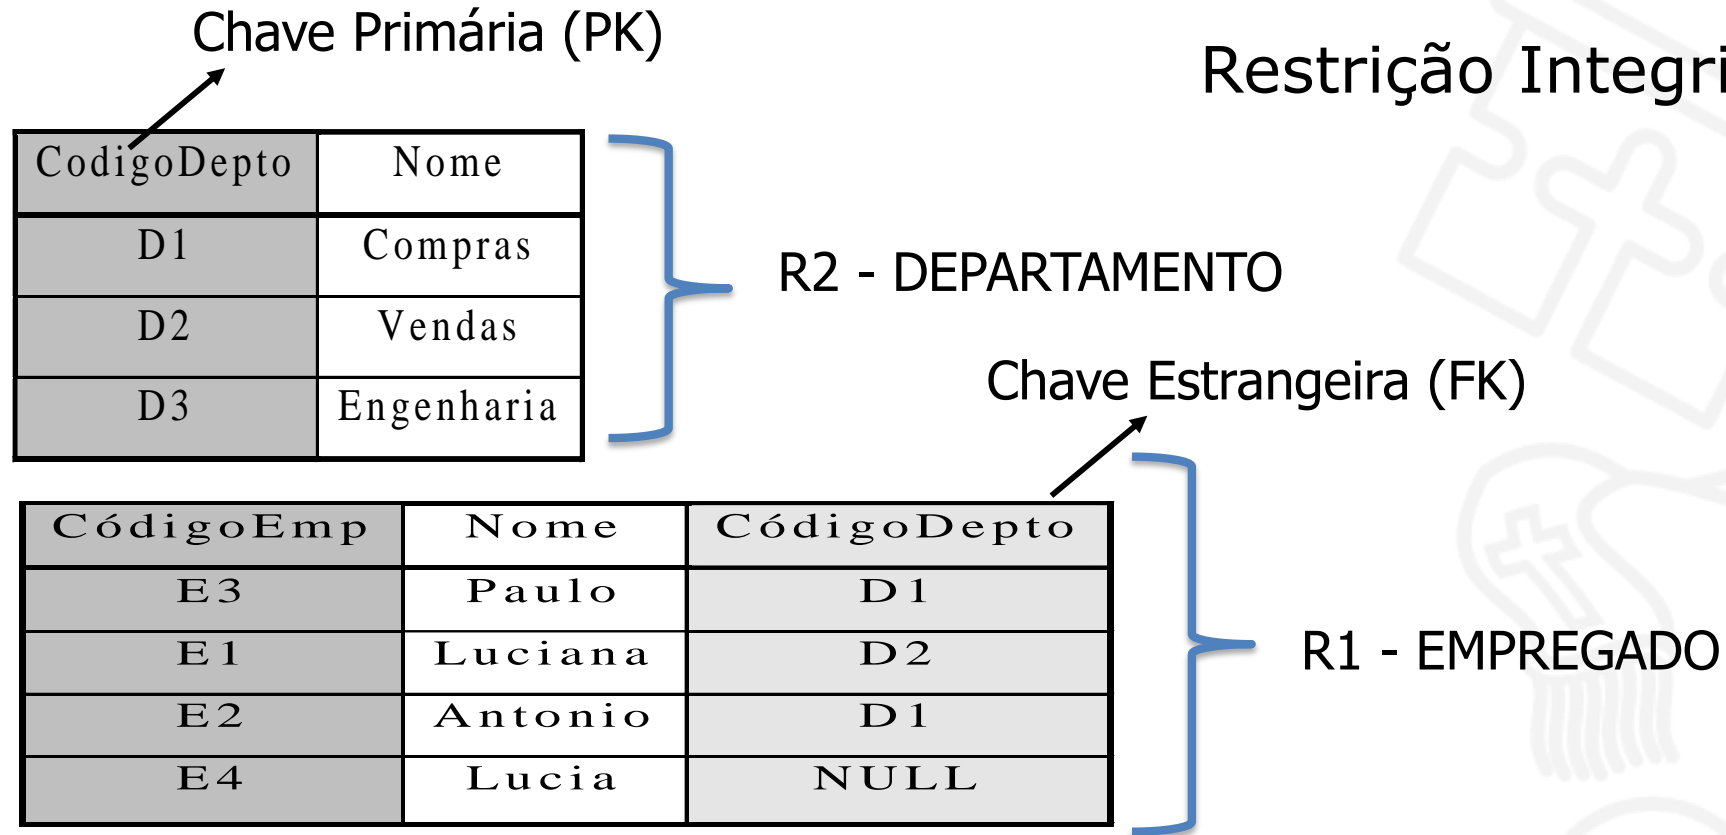 Chave Primária (PK)
Restrição Integri
CodigoDepto Nome
D1 Compras
D2 Vendas
D3 Engenharia
R2 - DEPARTAMENTO
Chave Estrangeira (FK)
CódigoEmp Nome CódigoDepto
E3 Paulo D1
E1 Luciana D2
E2 Antonio D1
E4 Lucia NULL
R1 - EMPREGADO